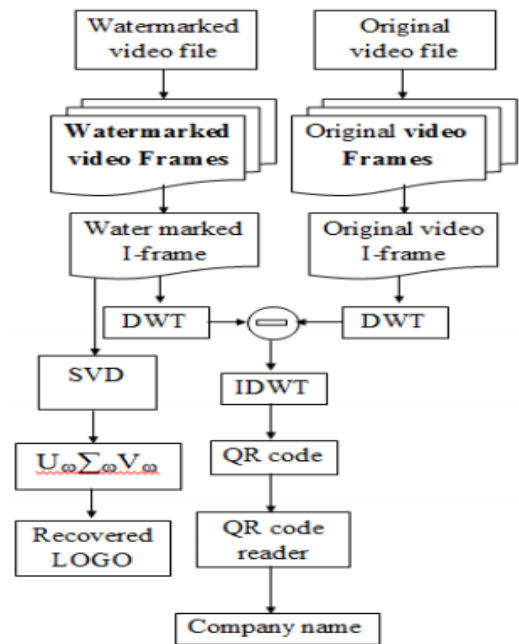 Watermarked
video file
Original
video file
Watermarked
video Frames
Original video
Frames
Water marked
I-frame
Original video
I-frame
DWT
DWT
SVD
IDWT
UωΣωVω
QR code
Recovered
LOGO
QR code
reader
Company name